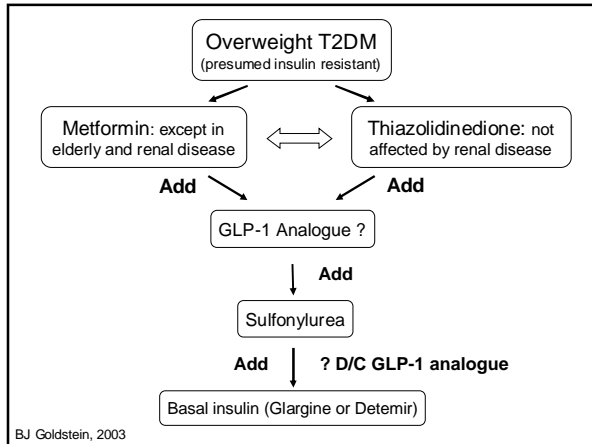 Overweight T2DM
(presumed insulin resistant)
Metformin: except in
elderly and renal disease
Thiazolidinedione: not
affected by renal disease
Add
Add
GLP-1 Analogue ?
Add
Sulfonylurea
Add
? D/C GLP-1 analogue
Basal insulin (Glargine or Detemir)
BJ Goldstein, 2003